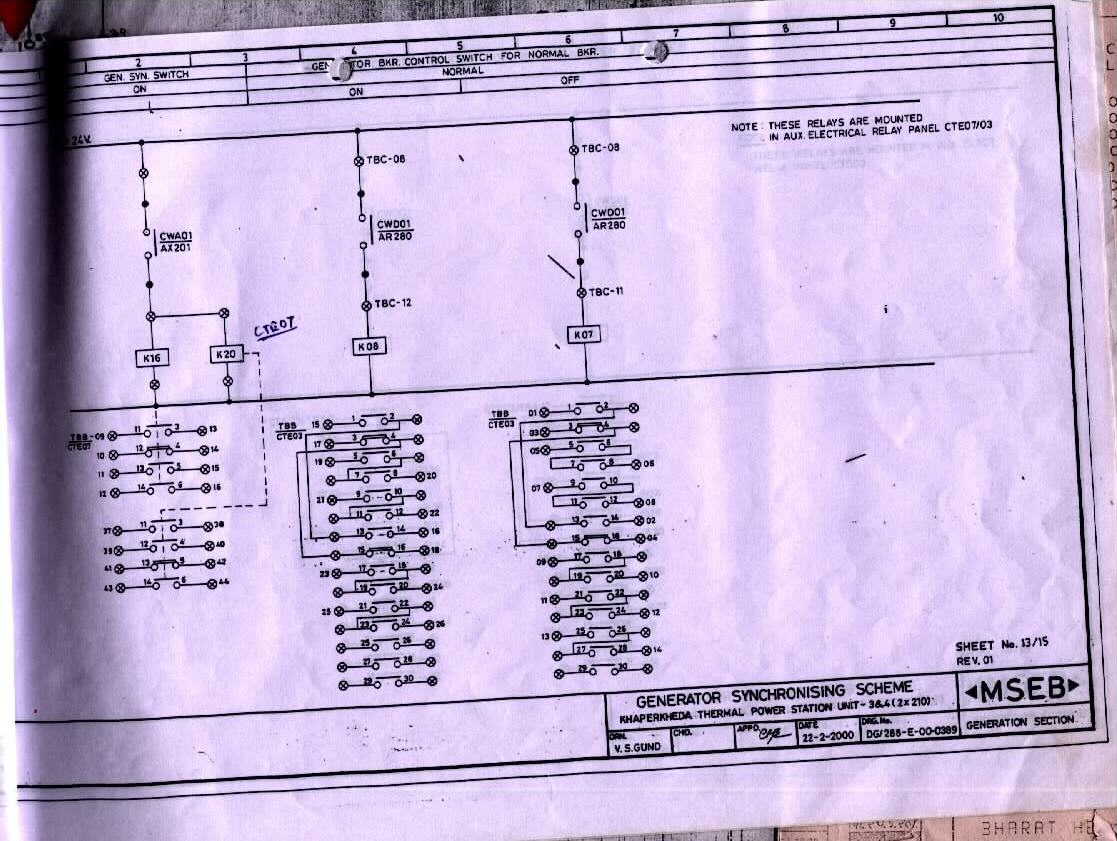 2 3 4 5 6 7 8 9 10
GEN. SYN. SWITCH
TOR BKR. CONTROL SWITCH FOR NORMAL BKR.
ON
NORMAL
ON
OFF
24V.
NOTE : THESE RELAYS ARE MOUNTED
IN AUX. ELECTRICAL RELAY PANEL CTE07/03
TBC-08
TBC-08
CWA01
AX201
CWD01
AR280
CWD01
AR280
TBC-12
TBC-11
CTE07
K16
K20
K08
K07
TBB-09 11 3 13
CTE07
10 12 4 14
11 13 5 15
12 14 6 16
37 11 3 38
39 12 4 40
41 13 5 42
43 14 6 44
TBB 15 1 2
CTE03
17 3 4
19 5 6
7 8 20
21 9 10
11 12 22
13 14 16
15 16 18
23 17 18
19 20 24
25 21 22
23 24 26
25 26
27 28
29 30
TBB 01 1 2
CTE03
03 3 4
05 5 6
7 8 06
07 9 10
11 12 08
13 14 02
15 16 04
09 17 18
19 20 10
11 21 22
23 24 12
13 25 26
27 28 14
29 30
SHEET No. 13/15
REV. 01
GENERATOR SYNCHRONISING SCHEME
KHAPERKHEDA THERMAL POWER STATION UNIT-3&4(2x210)
MSEB
DRN.
V.S.GUND
CHD.
APPD.
DATE
22-2-2000
DRG.No.
DG/288-E-00-0389
GENERATION SECTION
BHARAT HE